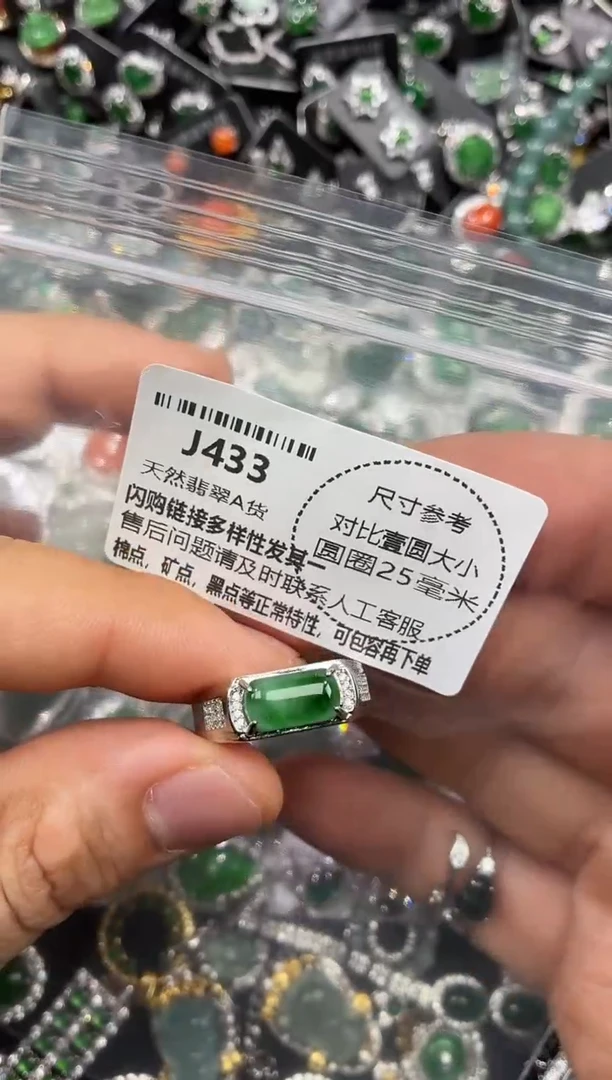 J433
天然翡翠A货
闪购链接多样性发其一
售后问题请及时联系人工客服
棉点，矿点，黑点等正常特性，可包容再下单
尺寸参考
对比壹圆大小
圆圈25毫米